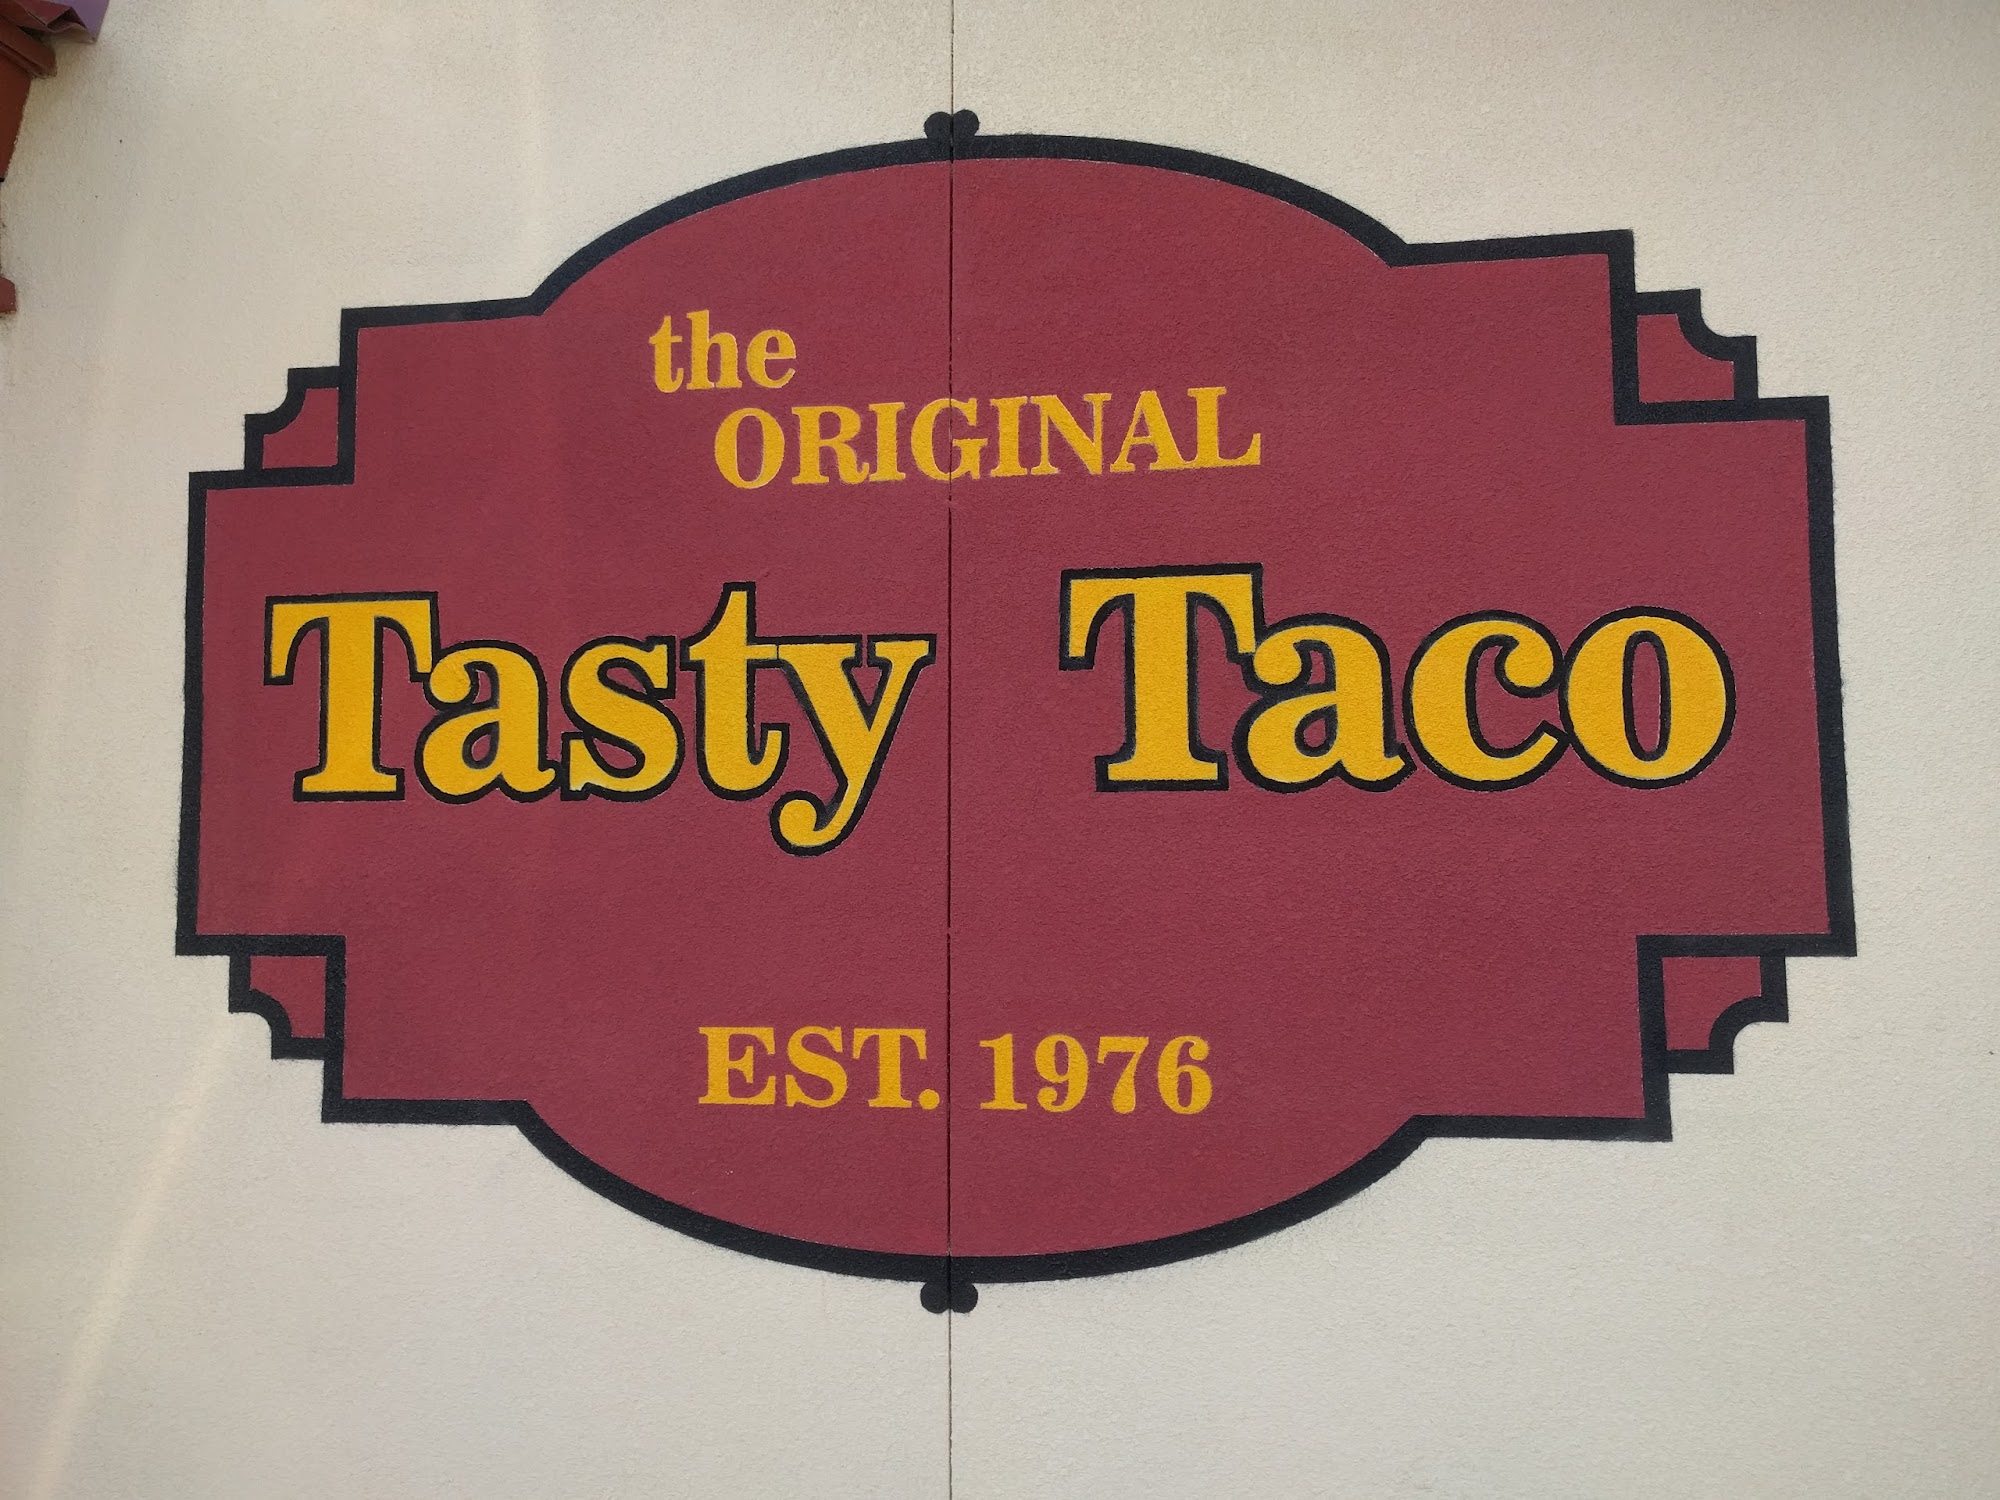 the
ORIGINAL
Tasty Taco
EST. 1976